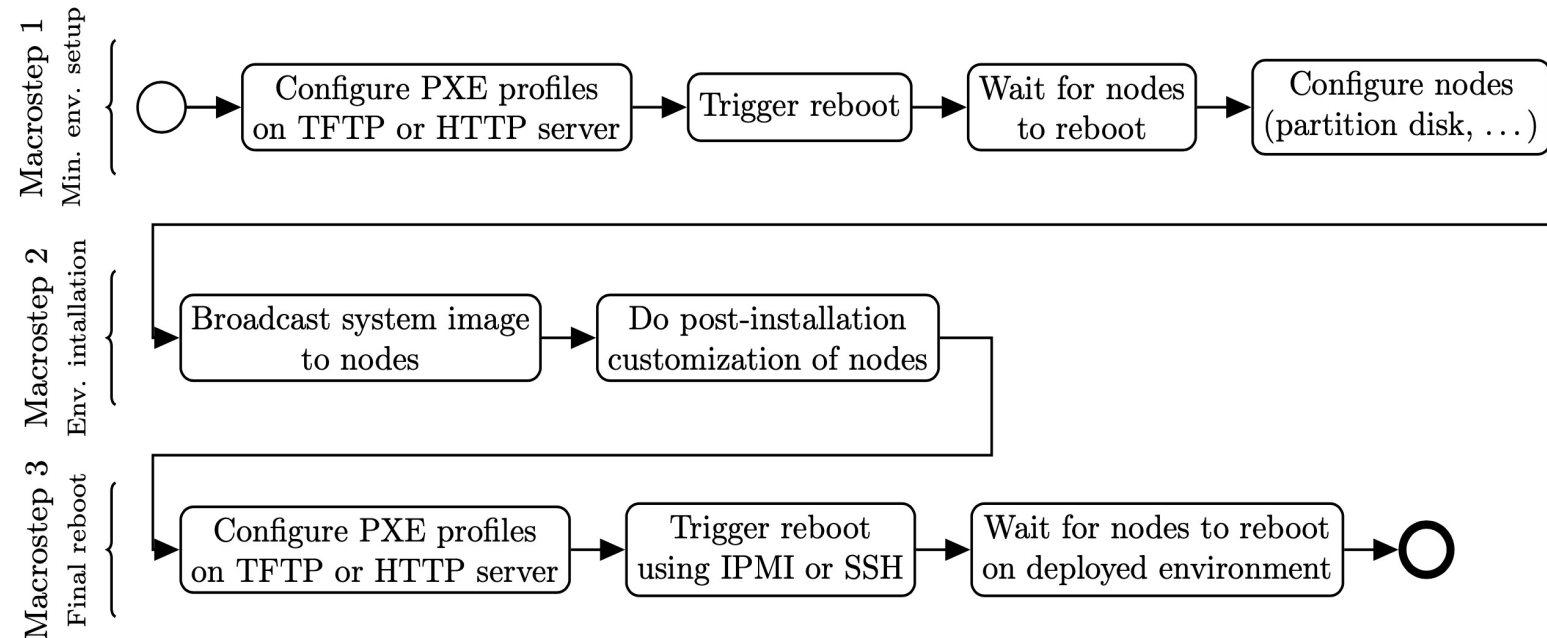 Macrostep 1
Min. env. setup
Configure PXE profiles
on TFTP or HTTP server
Trigger reboot
Wait for nodes
to reboot
Configure nodes
(partition disk, …)
Macrostep 2
Env. intallation
Broadcast system image
to nodes
Do post-installation
customization of nodes
Macrostep 3
Final reboot
Configure PXE profiles
on TFTP or HTTP server
Trigger reboot
using IPMI or SSH
Wait for nodes to reboot
on deployed environment